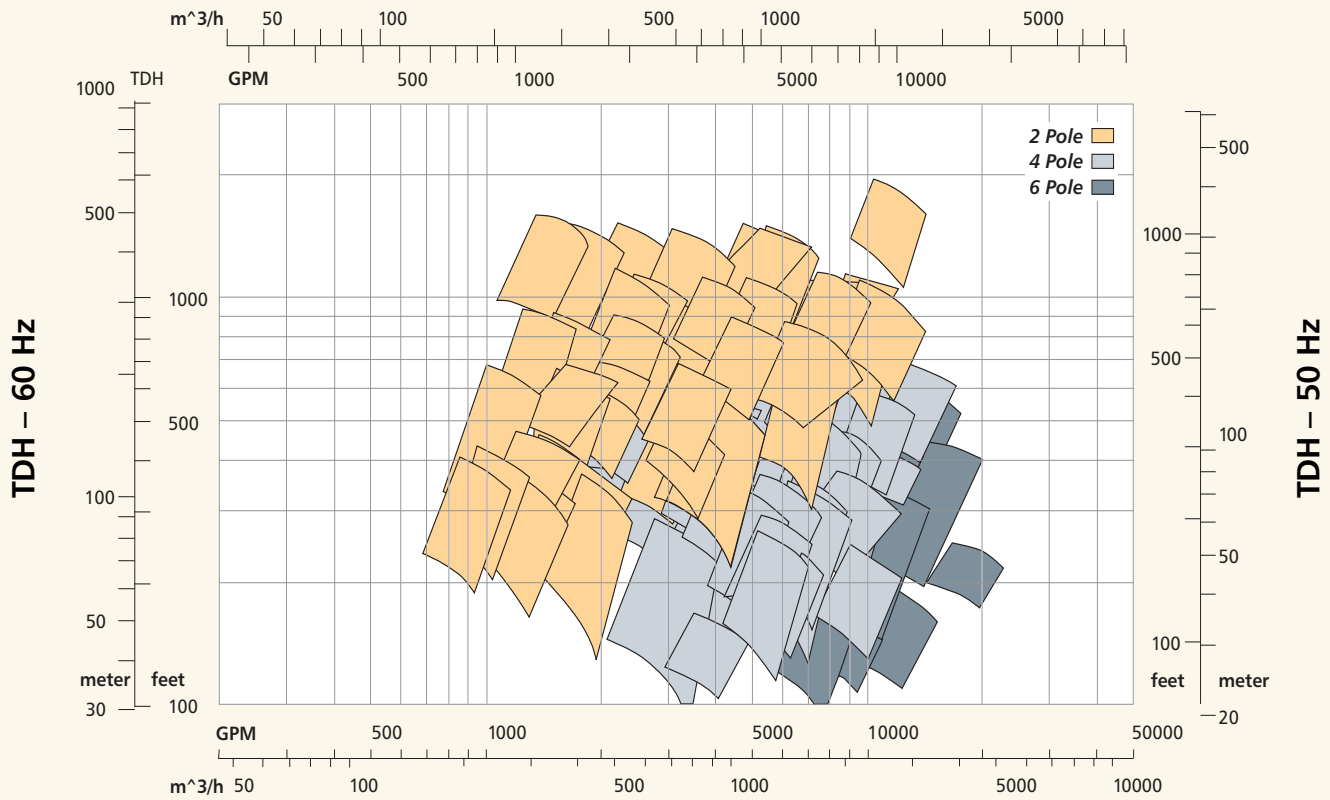 m^3/h 50 100 500 1000 5000
TDH GPM 500 1000 5000 10000
1000
500
1000
500
100
50
meter feet
30
100
TDH – 60 Hz
2 Pole
4 Pole
6 Pole
500
1000
500
100
50
100
feet meter
20
TDH – 50 Hz
GPM 500 1000 5000 10000 50000
m^3/h 50 100 500 1000 5000 10000